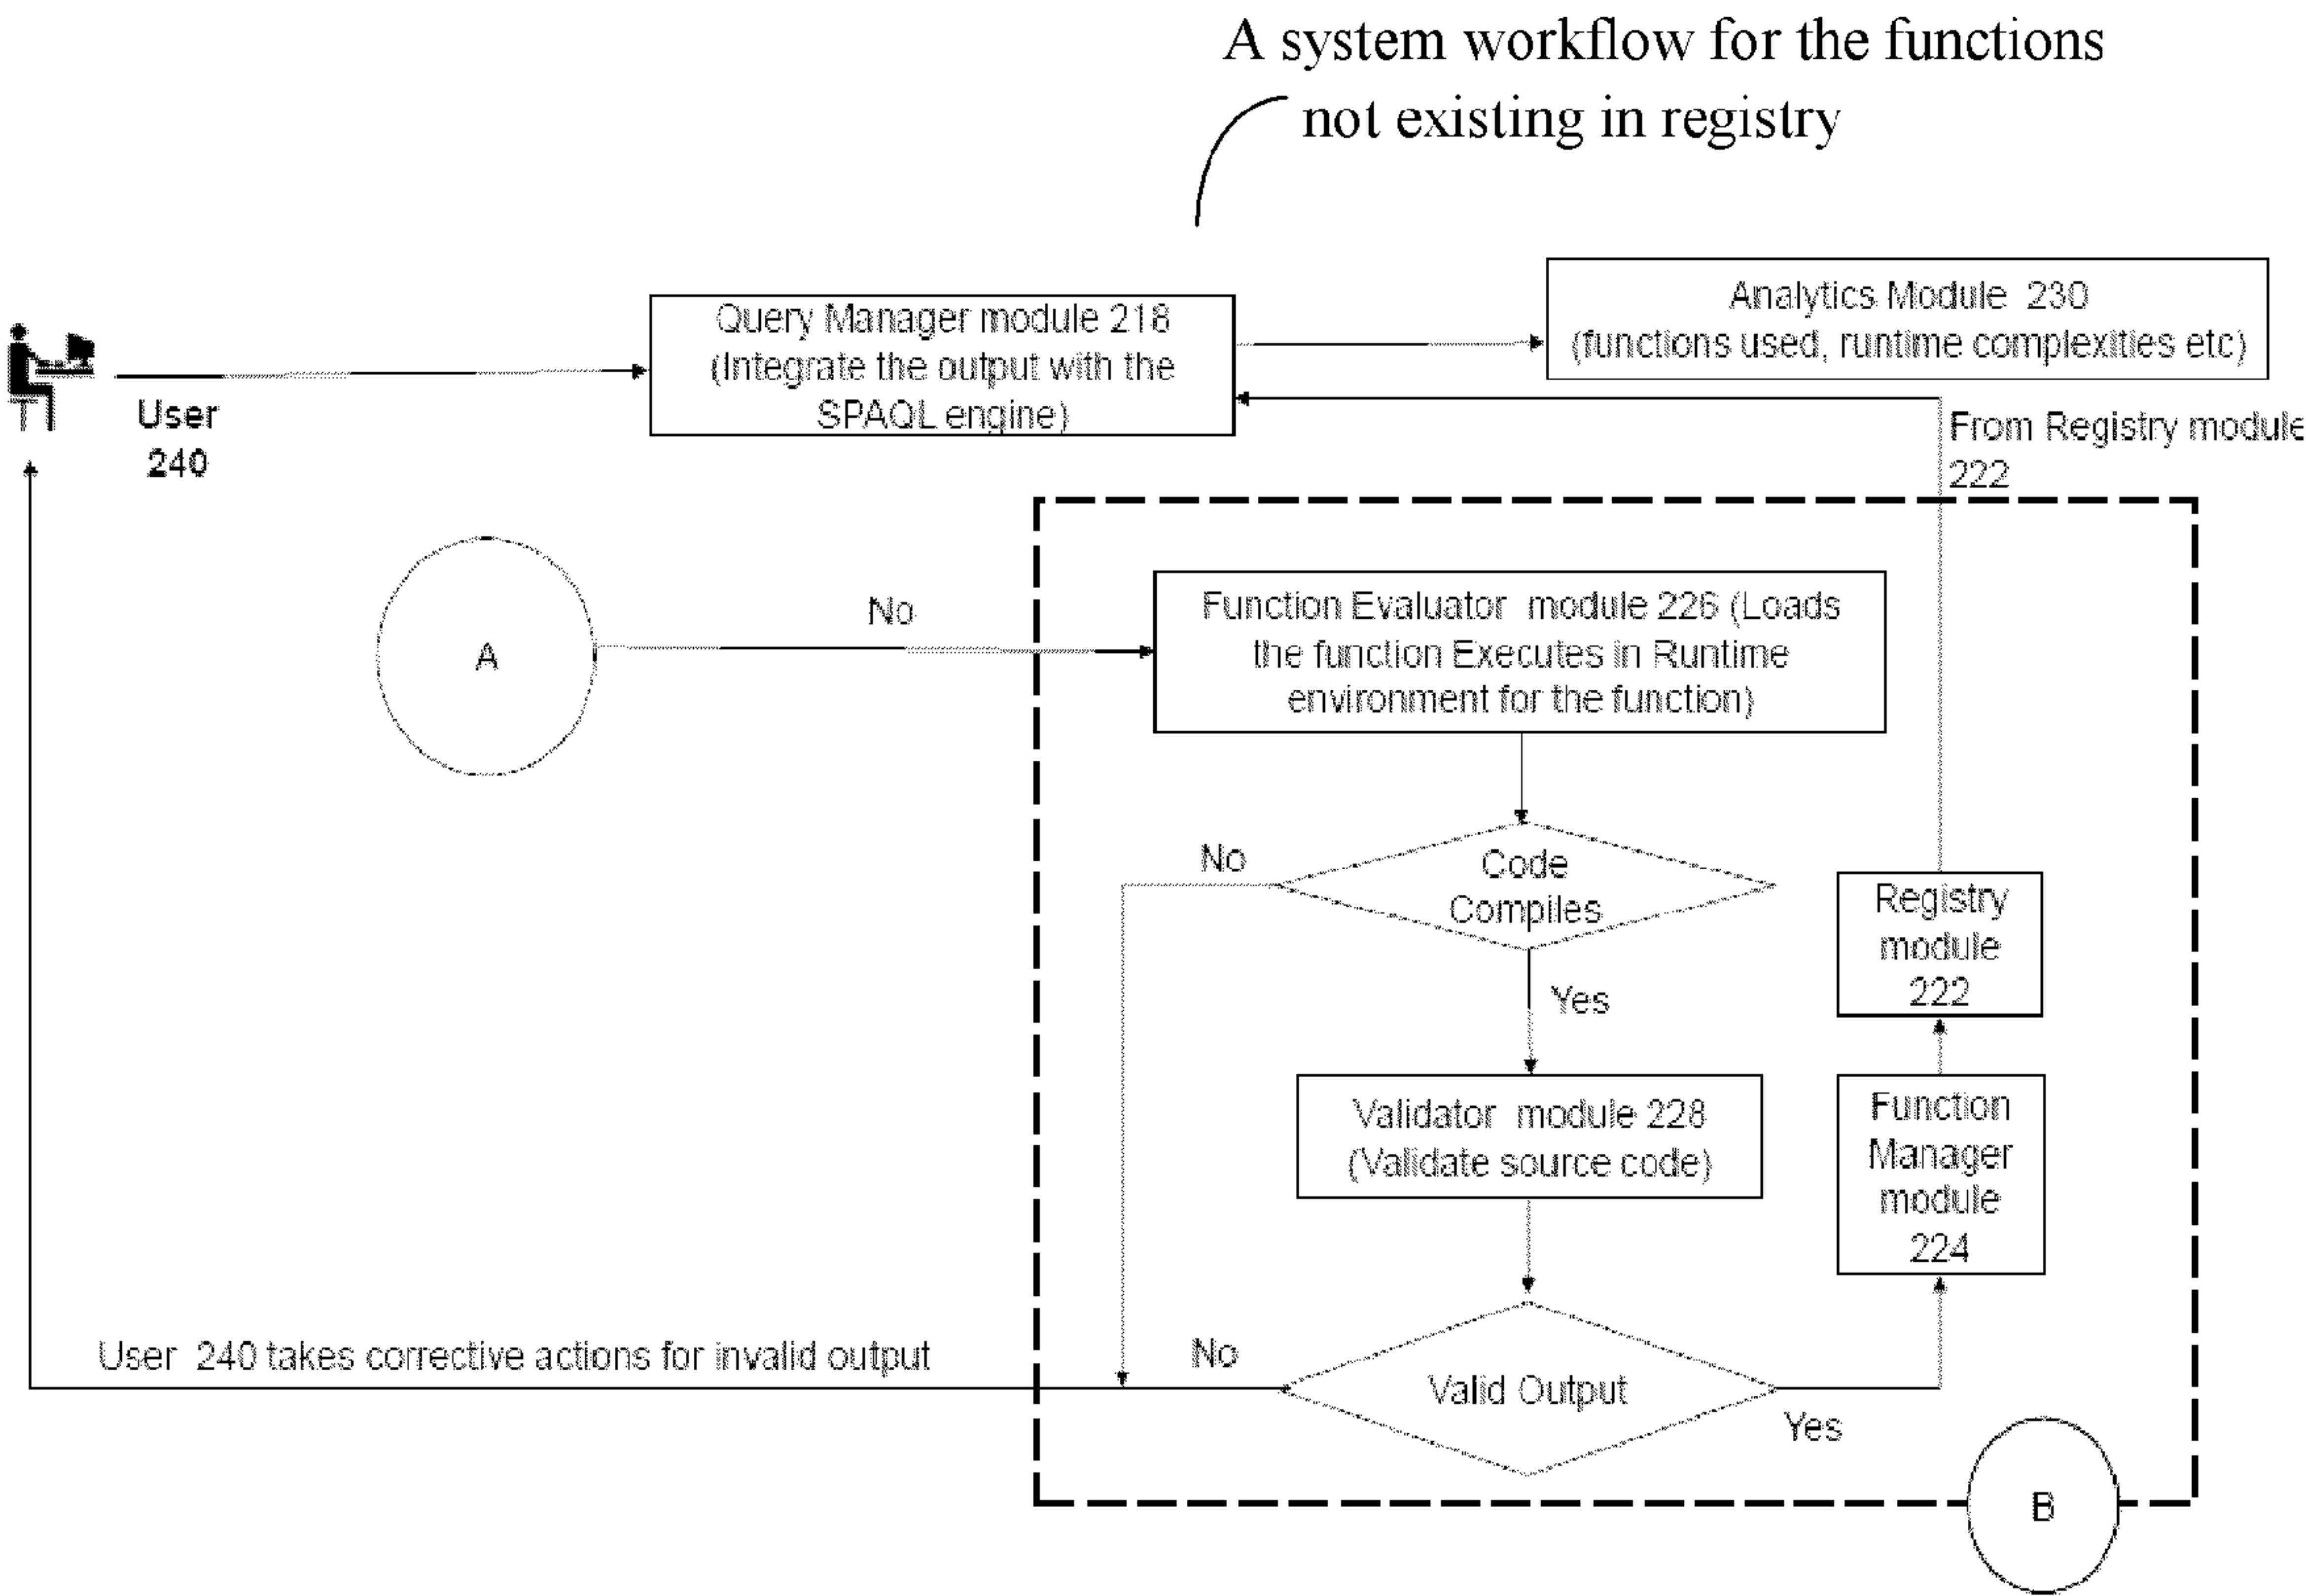 A system workflow for the functions
not existing in registry
Analytics Module 230
(functions used, runtime complexities etc)
Query Manager module 218
(Integrate the output with the
SPAQL engine)
User
240
From Registry module
222
A
No
Function Evaluator module 226 (Loads
the function Executes in Runtime
environment for the function)
No
Code
Compiles
Yes
Registry
module
222
Validator module 228
(Validate source code)
Function
Manager
module
224
User 240 takes corrective actions for invalid output
No
Valid Output
Yes
B